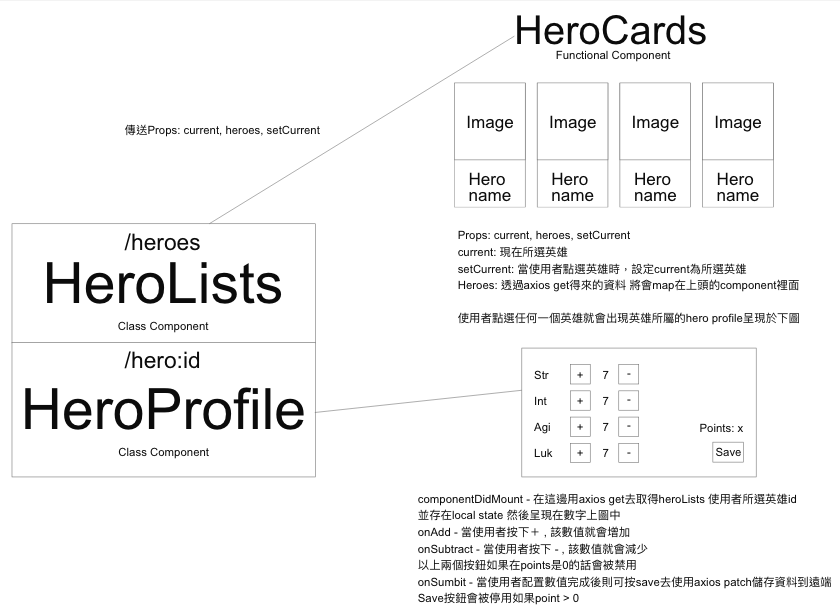 HeroCards
Functional Component
Image Image Image Image
Hero name Hero name Hero name Hero name
傳送Props: current, heroes, setCurrent
Props: current, heroes, setCurrent
current: 現在所選英雄
setCurrent: 當使用者點選英雄時，設定current為所選英雄
Heroes: 透過axios get得來的資料 將會map在上頭的component裡面
使用者點選任何一個英雄就會出現英雄所屬的hero profile呈現於下圖
/heroes
HeroLists
Class Component
/hero:id
HeroProfile
Class Component
Str + 7 -
Int + 7 -
Agi + 7 -
Luk + 7 -
Points: x
Save
componentDidMount - 在這邊用axios get去取得heroLists 使用者所選英雄id
並存在local state 然後呈現在數字上圖中
onAdd - 當使用者按下＋ , 該數值就會增加
onSubtract - 當使用者按下 - , 該數值就會減少
以上兩個按鈕如果在points是0的話會被禁用
onSumbit - 當使用者配置數值完成後則可按save去使用axios patch儲存資料到遠端
Save按鈕會被停用如果point > 0